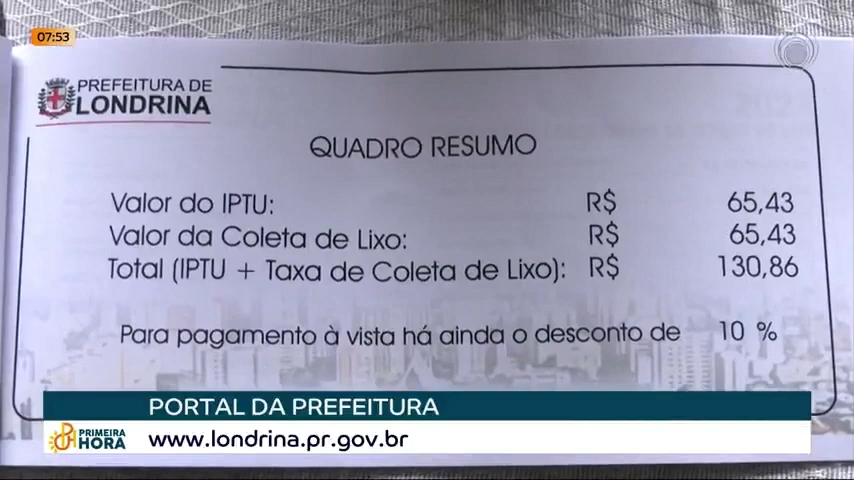 07:53
PREFEITURA DE
LONDRINA
QUADRO RESUMO
Valor do IPTU: R$ 65,43
Valor da Coleta de Lixo: R$ 65,43
Total (IPTU + Taxa de Coleta de Lixo): R$ 130,86
Para pagamento à vista há ainda o desconto de 10 %
PORTAL DA PREFEITURA
PRIMEIRA
HORA
www.londrina.pr.gov.br